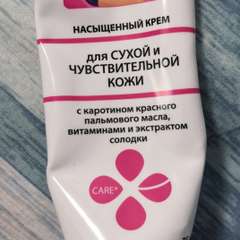 НАСЫЩЕННЫЙ КРЕМ
для СУХОЙ и
ЧУВСТВИТЕЛЬНОЙ
КОЖИ
с каротином красного
пальмового масла,
витаминами и экстрактом
солодки
CARE+